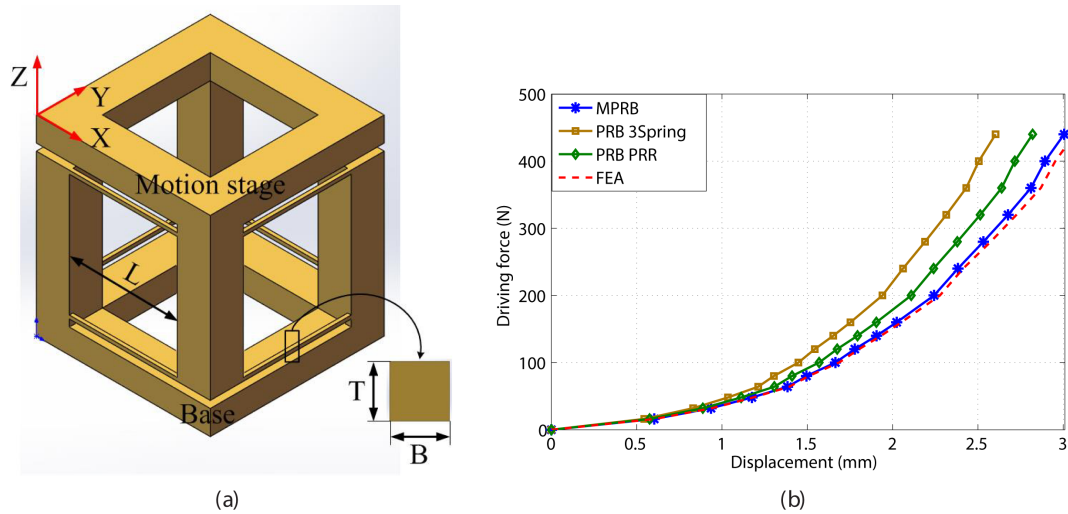 Z
Y
X
Motion stage
L
T
Base
B
(a)
MPRB
PRB 3Spring
PRB PRR
FEA
Driving force (N)
500
400
300
200
100
0
0
0.5
1
1.5
2
2.5
3
Displacement (mm)
(b)